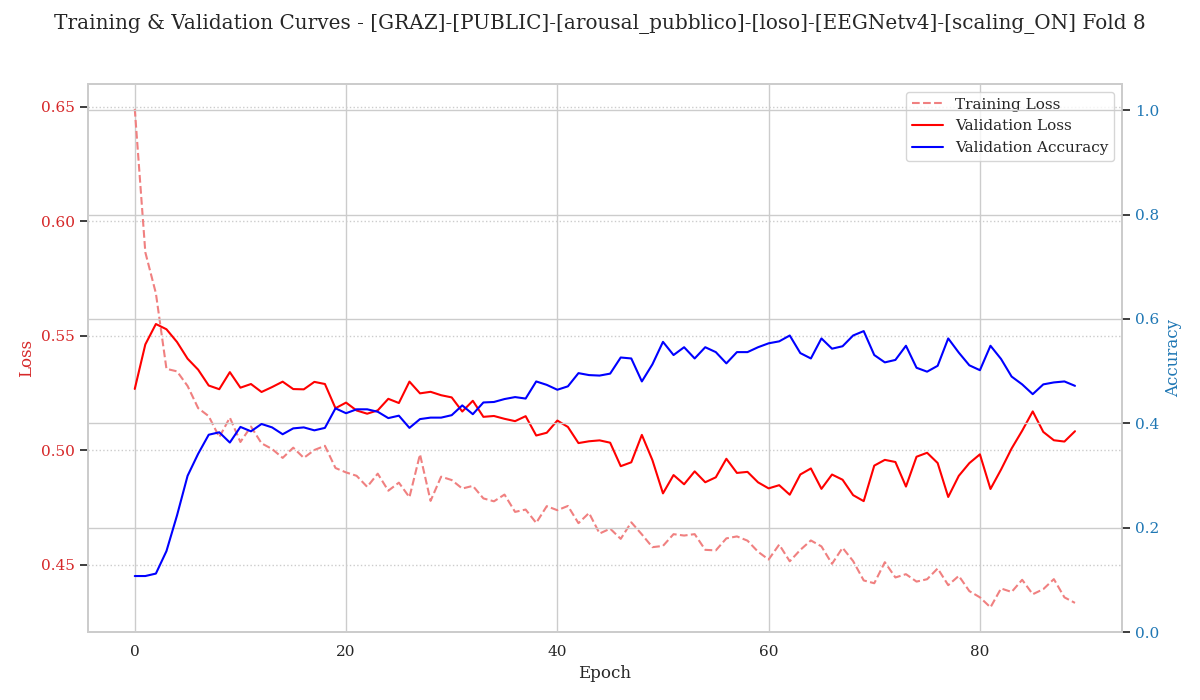 Training & Validation Curves - [GRAZ]-[PUBLIC]-[arousal_pubblico]-[loso]-[EEGNetv4]-[scaling_ON] Fold 8
Training Loss
Validation Loss
Validation Accuracy
0.65
0.60
0.55
0.50
0.45
Loss
1.0
0.8
0.6
0.4
0.2
0.0
Accuracy
0
20
40
60
80
Epoch